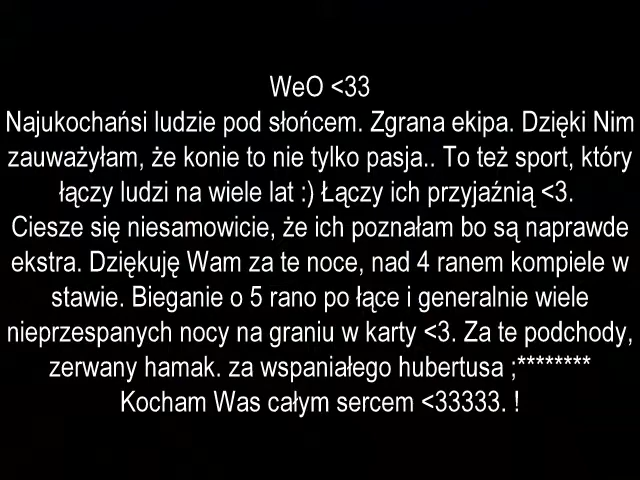 WeO <33
Najukochańsi ludzie pod słońcem. Zgrana ekipa. Dzięki Nim
zauważyłam, że konie to nie tylko pasja.. To też sport, który
łączy ludzi na wiele lat :) Łączy ich przyjaźnią <3.
Ciesze się niesamowicie, że ich poznałam bo są naprawde
ekstra. Dziękuję Wam za te noce, nad 4 ranem kompiele w
stawie. Bieganie o 5 rano po łące i generalnie wiele
nieprzespanych nocy na graniu w karty <3. Za te podchody,
zerwany hamak. za wspaniałego hubertusa ;********
Kocham Was całym sercem <33333. !